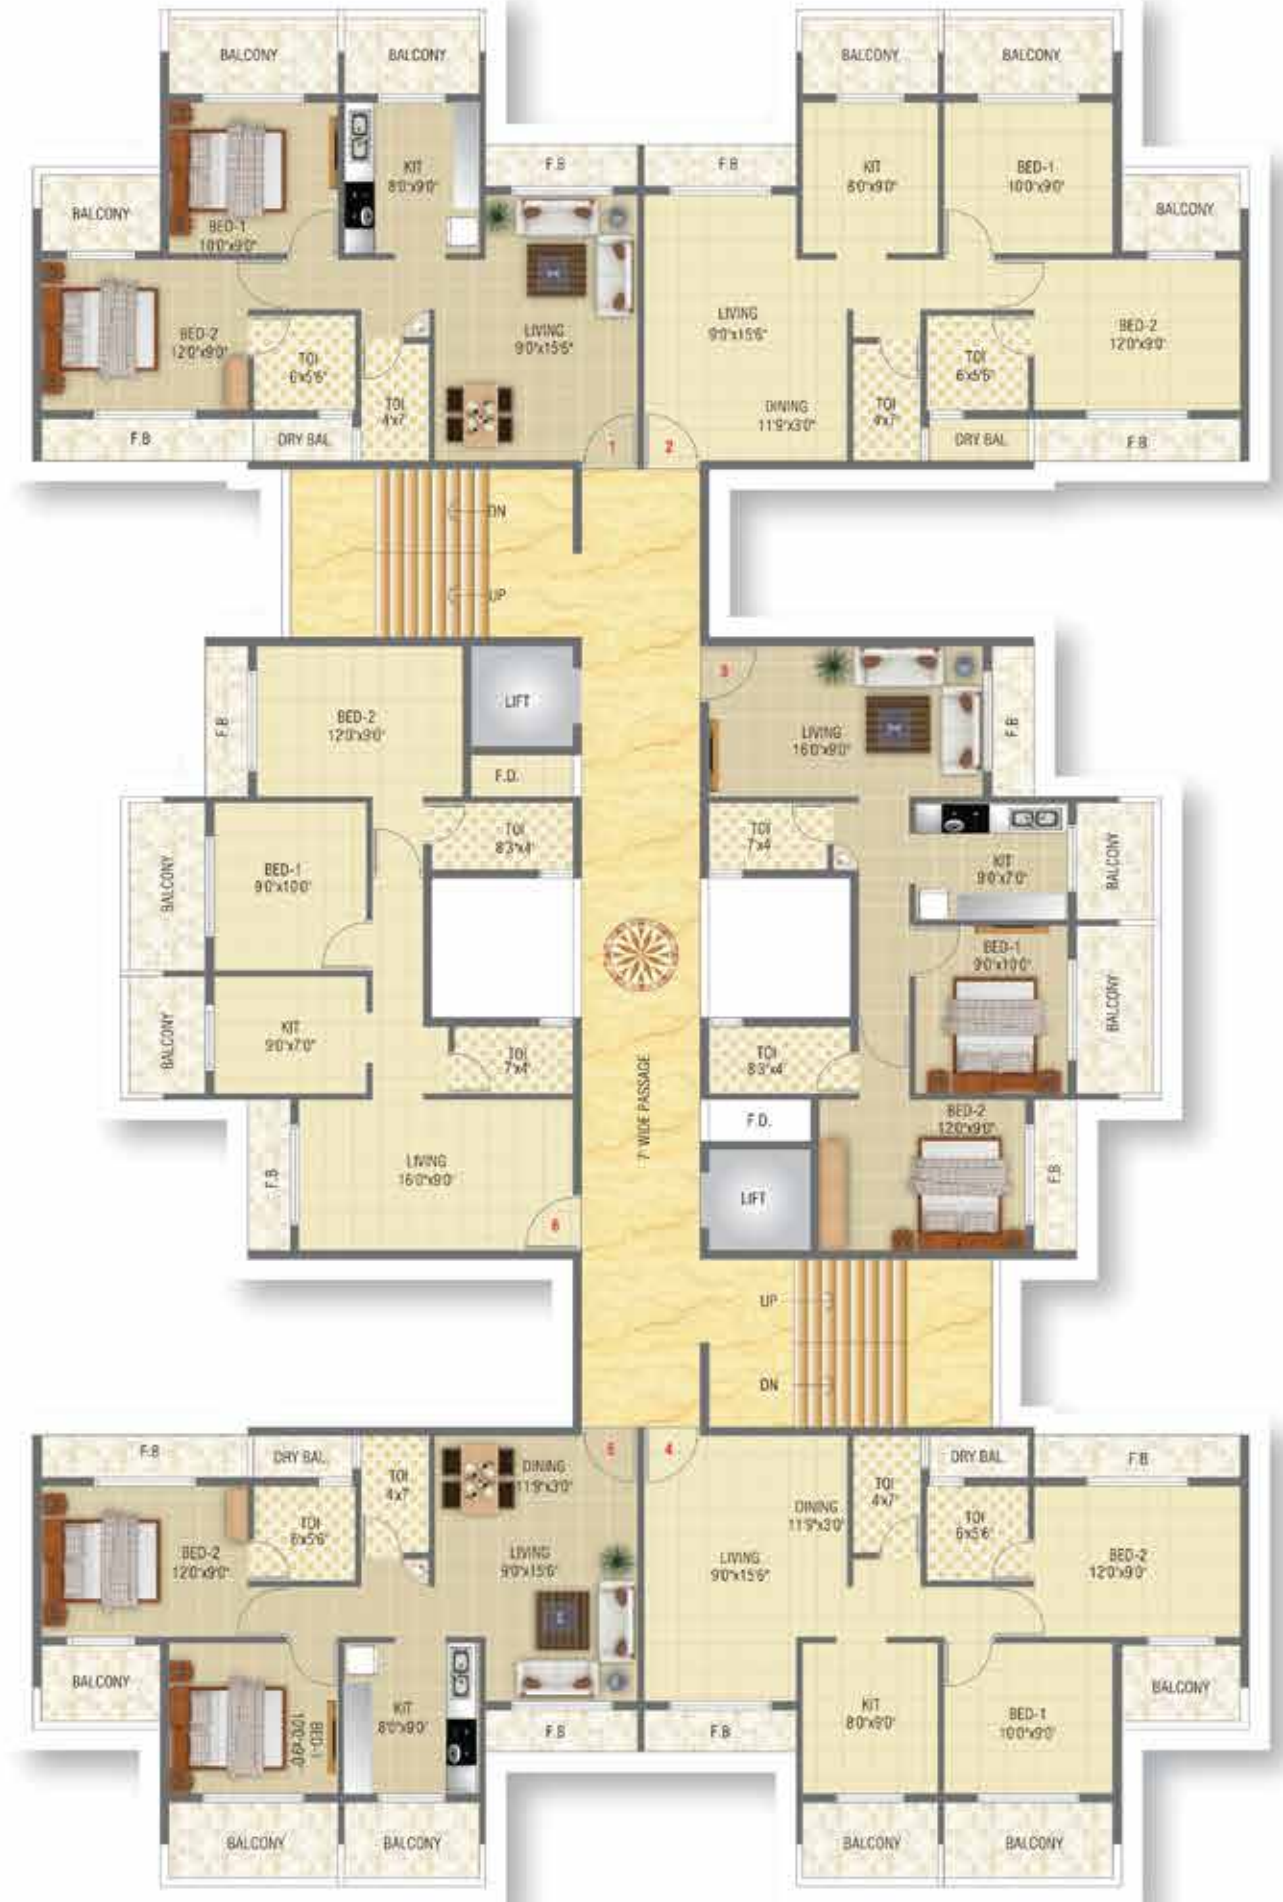 BALCONY
BALCONY
BED-1
10'0"x9'0"
KIT
8'0"x9'0"
F.B
BALCONY
BED-2
12'0"x9'0"
TOI
6'x5'6"
TOI
4'x7'
LIVING
9'0"x15'6"
F.B
DRY BAL
1
BALCONY
BALCONY
F.B
KIT
8'0"x9'0"
BED-1
10'0"x9'0"
BALCONY
LIVING
9'0"x15'6"
BED-2
12'0"x9'0"
TOI
6'x5'6"
TOI
4'x7'
DINING
11'9"x3'0"
DRY BAL
F.B
2
DN
UP
F.B
BED-2
12'0"x9'0"
LIFT
F.D.
BALCONY
BED-1
9'0"x10'0"
TOI
8'3"x4'
BALCONY
KIT
9'0"x7'0"
TOI
7'x4'
F.B
LIVING
16'0"x9'0"
6
7' WIDE PASSAGE
3
LIVING
16'0"x9'0"
F.B
TOI
7'x4'
KIT
9'0"x7'0"
BALCONY
BED-1
9'0"x10'0"
BALCONY
TOI
8'3"x4'
F.D.
BED-2
12'0"x9'0"
F.B
LIFT
UP
DN
F.B
DRY BAL
TOI
4'x7'
DINING
11'9"x3'0"
5
BED-2
12'0"x9'0"
TOI
6'x5'6"
LIVING
9'0"x15'6"
BALCONY
BED-1
10'0"x9'0"
KIT
8'0"x9'0"
F.B
BALCONY
BALCONY
4
TOI
4'x7'
DRY BAL
F.B
DINING
11'9"x3'0"
TOI
6'x5'6"
LIVING
9'0"x15'6"
BED-2
12'0"x9'0"
BALCONY
F.B
KIT
8'0"x9'0"
BED-1
10'0"x9'0"
BALCONY
BALCONY